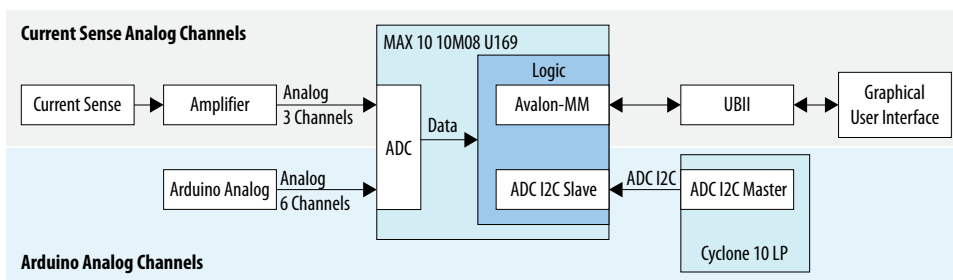 Current Sense Analog Channels
MAX 10 10M08 U169
Logic
Current Sense
Amplifier
Analog
3 Channels
ADC
Data
Avalon-MM
UBII
Graphical
User Interface
Arduino Analog
Analog
6 Channels
ADC I2C Slave
ADC I2C
ADC I2C Master
Cyclone 10 LP
Arduino Analog Channels